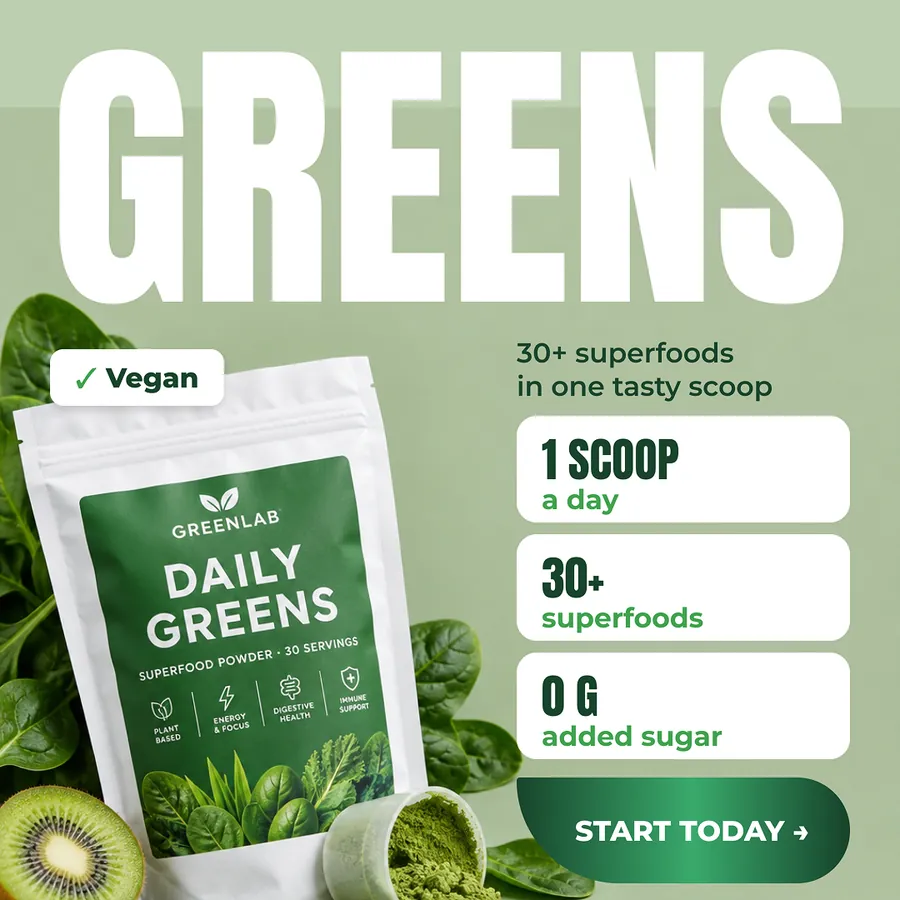 GREENS
✓ Vegan
30+ superfoods
in one tasty scoop
1 SCOOP
a day
30+
superfoods
0 G
added sugar
START TODAY →
GREENLAB
DAILY
GREENS
SUPERFOOD POWDER · 30 SERVINGS
PLANT
BASED
ENERGY
& FOCUS
DIGESTIVE
HEALTH
IMMUNE
SUPPORT